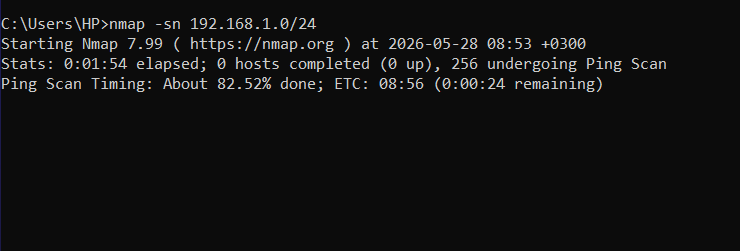 C:\Users\HP>nmap -sn 192.168.1.0/24
Starting Nmap 7.99 ( https://nmap.org ) at 2026-05-28 08:53 +0300
Stats: 0:01:54 elapsed; 0 hosts completed (0 up), 256 undergoing Ping Scan
Ping Scan Timing: About 82.52% done; ETC: 08:56 (0:00:24 remaining)